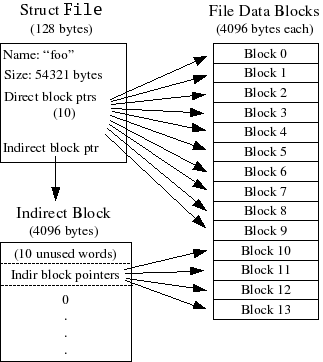 Struct File
(128 bytes)
Name: “foo”
Size: 54321 bytes
Direct block ptrs
(10)
Indirect block ptr
Indirect Block
(4096 bytes)
(10 unused words)
Indir block pointers
0
.
.
.
File Data Blocks
(4096 bytes each)
Block 0
Block 1
Block 2
Block 3
Block 4
Block 5
Block 6
Block 7
Block 8
Block 9
Block 10
Block 11
Block 12
Block 13